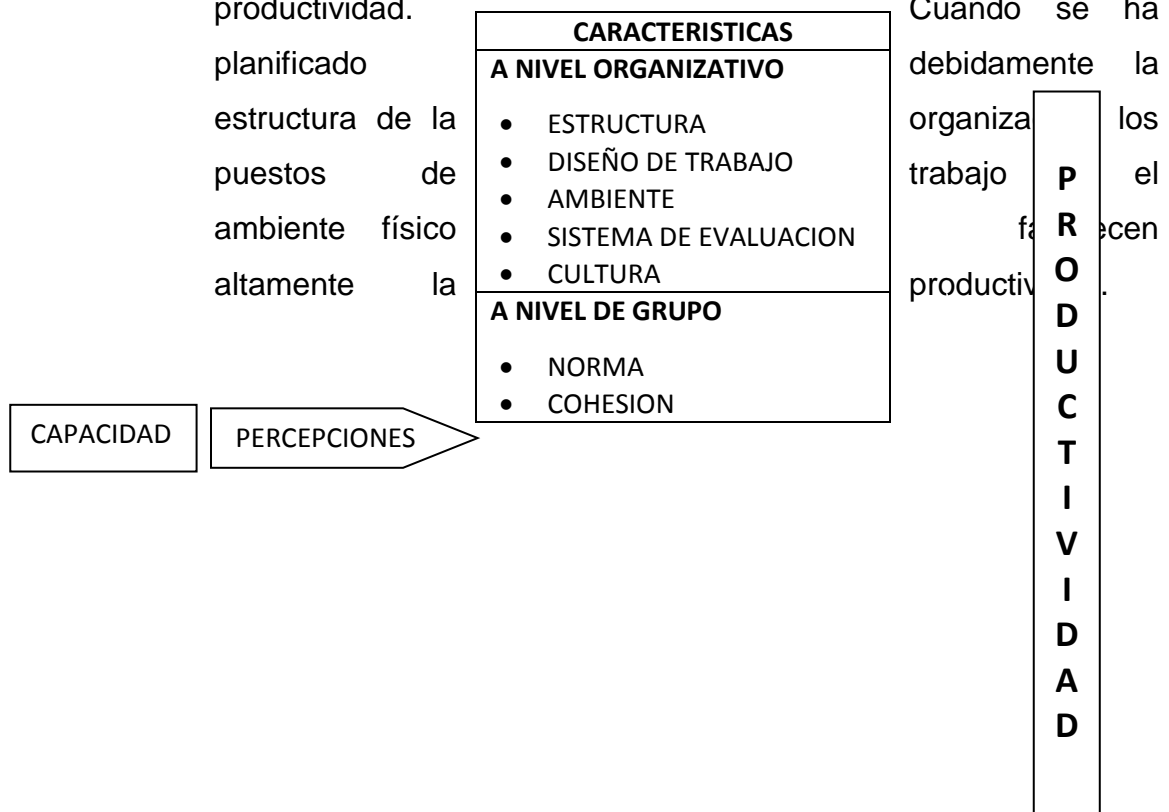 productividad. Cuando se ha
planificado debidamente la
estructura de la los
puestos de trabajo el
ambiente físico
altamente la
CARACTERISTICAS
A NIVEL ORGANIZATIVO
• ESTRUCTURA
• DISEÑO DE TRABAJO
• AMBIENTE
• SISTEMA DE EVALUACION
• CULTURA
A NIVEL DE GRUPO
• NORMA
• COHESION
CAPACIDAD
PERCEPCIONES
P
R
O
D
U
C
T
I
V
I
D
A
D